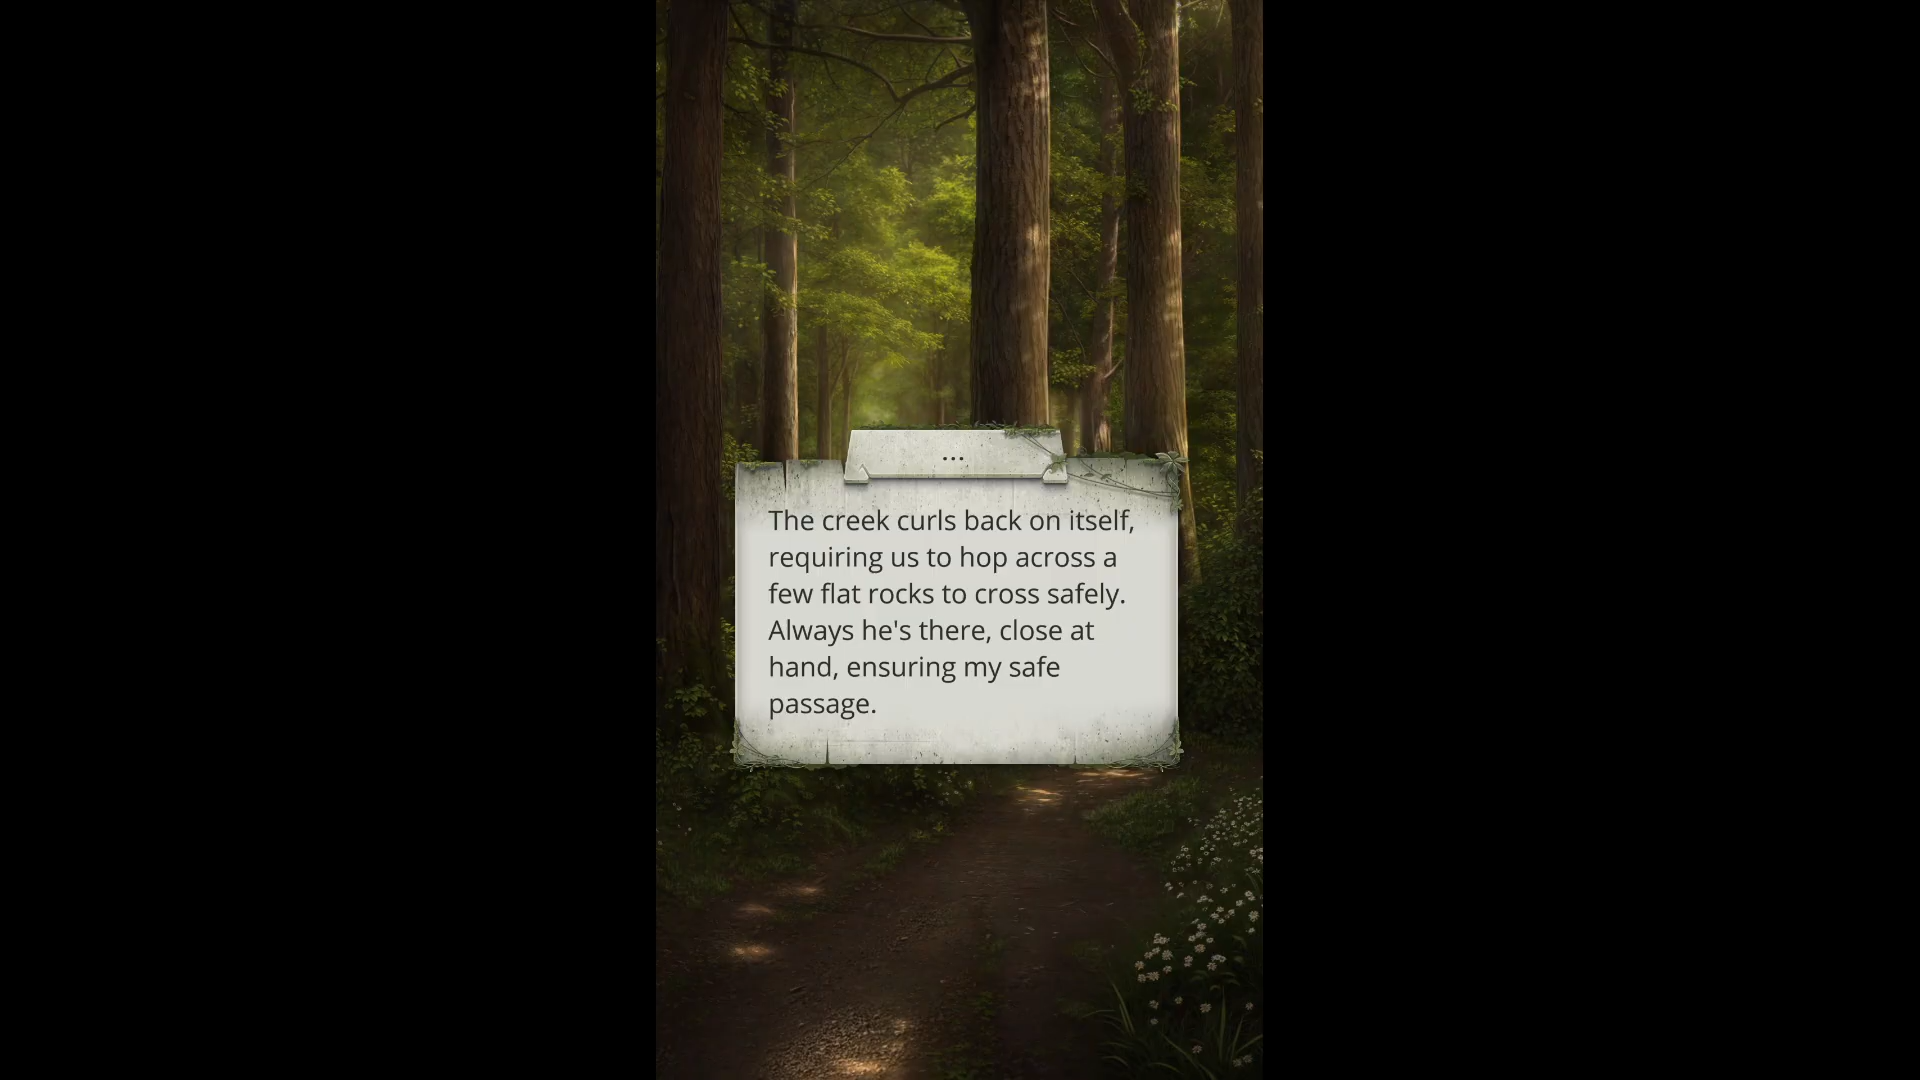 ...
The creek curls back on itself,
requiring us to hop across a
few flat rocks to cross safely.
Always he's there, close at
hand, ensuring my safe
passage.